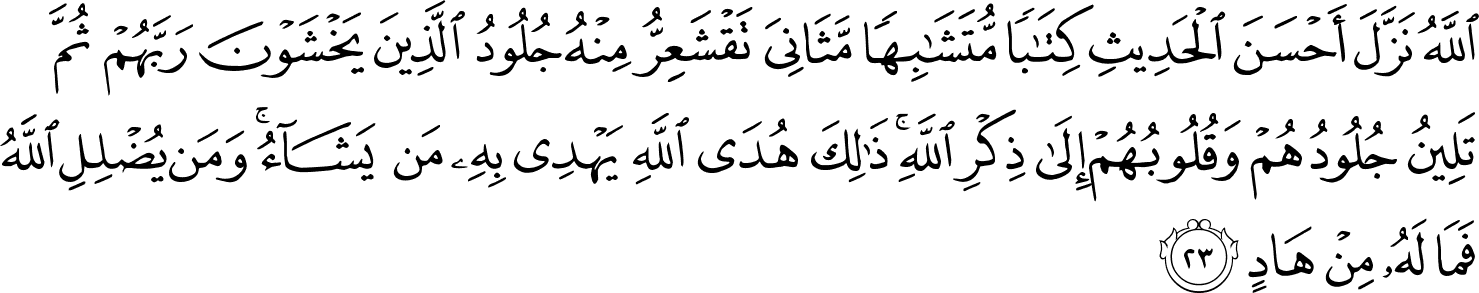 ٱللَّهُ نَزَّلَ أَحۡسَنَ ٱلۡحَدِيثِ كِتَٰبٗا مُّتَشَٰبِهٗا مَّثَانِيَ تَقۡشَعِرُّ مِنۡهُ جُلُودُ ٱلَّذِينَ يَخۡشَوۡنَ رَبَّهُمۡ ثُمَّ
تَلِينُ جُلُودُهُمۡ وَقُلُوبُهُمۡ إِلَىٰ ذِكۡرِ ٱللَّهِۚ ذَٰلِكَ هُدَى ٱللَّهِ يَهۡدِي بِهِۦ مَن يَشَآءُۚ وَمَن يُضۡلِلِ ٱللَّهُ
فَمَا لَهُۥ مِنۡ هَادٍ ٢٣